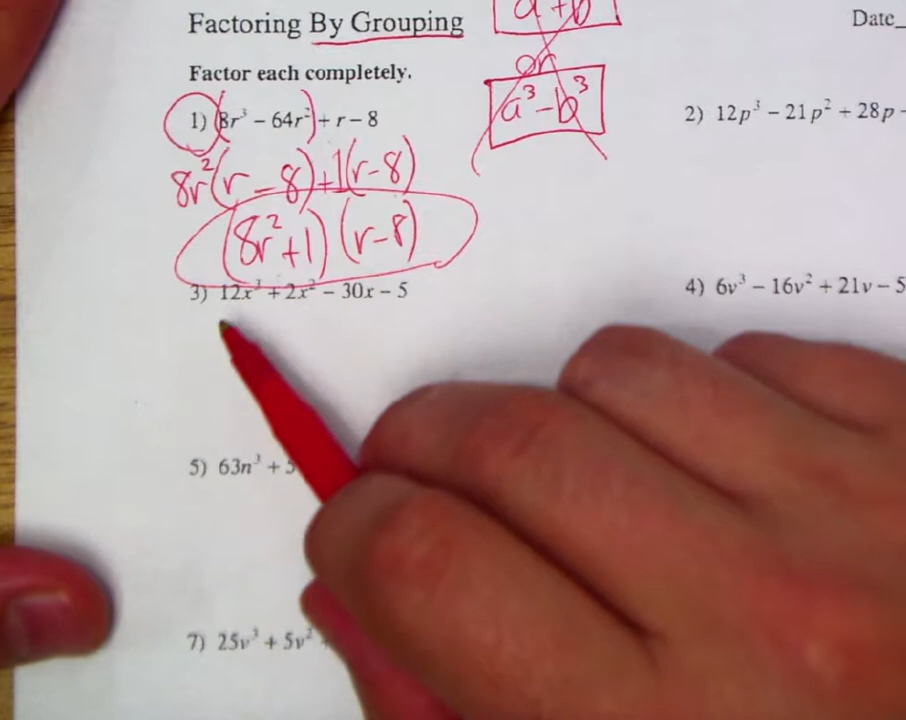 Factoring By Grouping
a + b
Date_
or
Factor each completely.
a³ - b³
1) (8r³ − 64r²) + r − 8
2) 12p³ − 21p² + 28p -
8r²(r - 8) + 1(r - 8)
(8r² + 1) (r - 8)
3) 12x³ + 2x² − 30x − 5
4) 6v³ − 16v² + 21v − 5
5) 63n³ +
7) 25v³ + 5v²